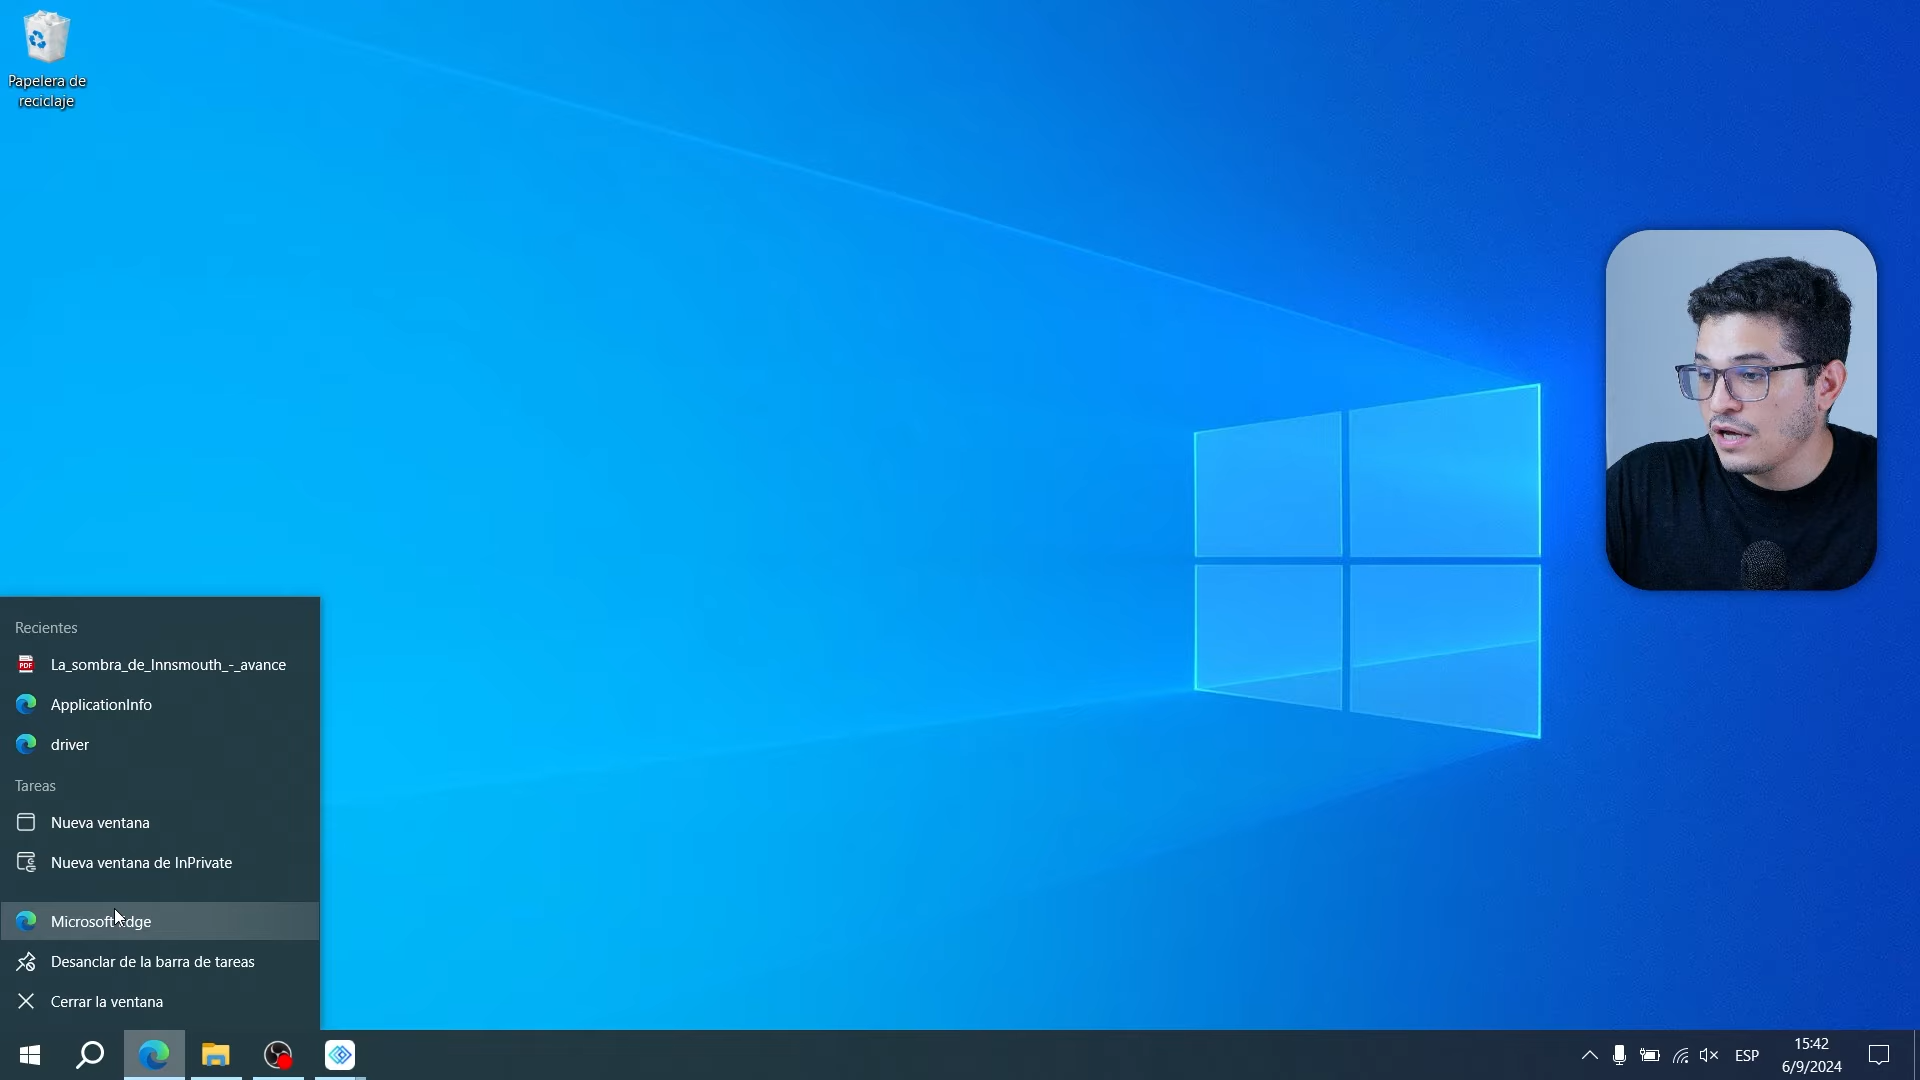 Papelera de
reciclaje
Recientes
La_sombra_de_Innsmouth_-_avance
ApplicationInfo
driver
Tareas
Nueva ventana
Nueva ventana de InPrivate
Microsoft Edge
Desanclar de la barra de tareas
Cerrar la ventana
ESP
15:42
6/9/2024